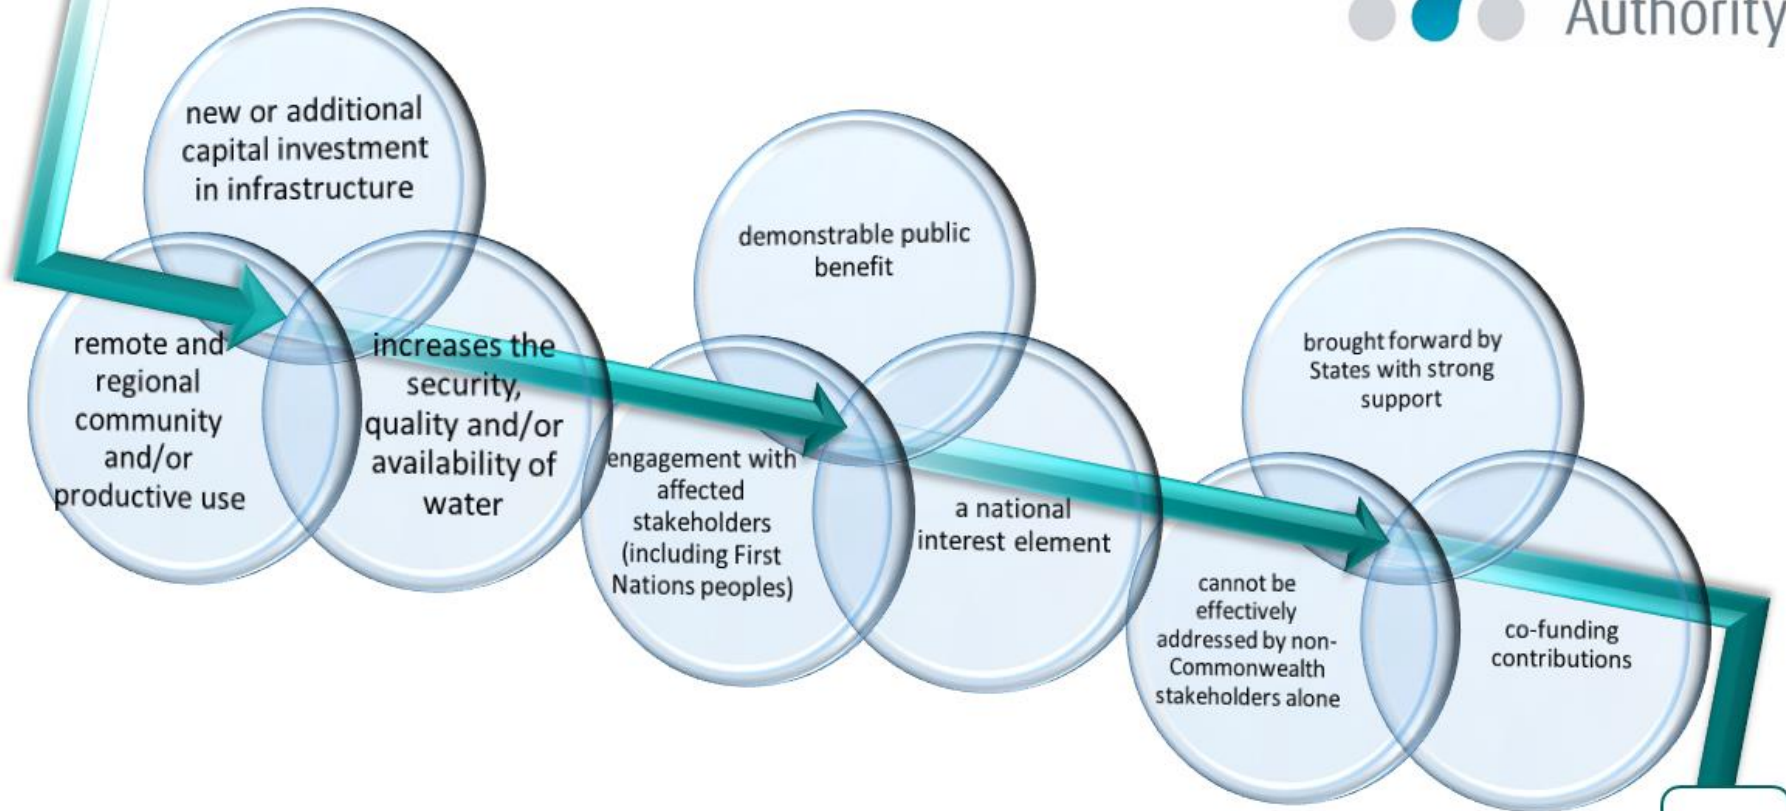 Authority
new or additional
capital investment
in infrastructure
remote and
regional
community
and/or
productive use
increases the
security,
quality and/or
availability of
water
demonstrable public
benefit
engagement with
affected
stakeholders
(including First
Nations peoples)
a national
interest element
brought forward by
States with strong
support
cannot be
effectively
addressed by non-
Commonwealth
stakeholders alone
co-funding
contributions